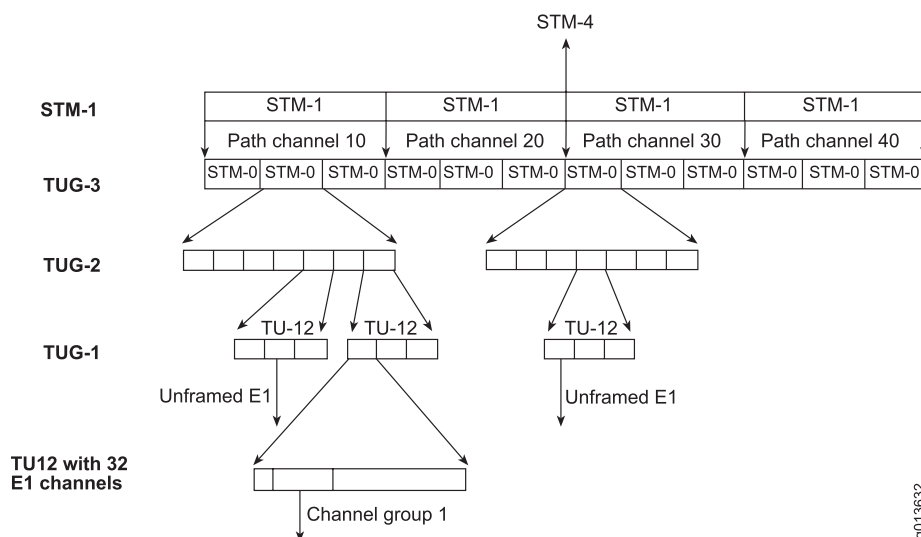 STM-4
STM-1 STM-1 STM-1 STM-1 STM-1
Path channel 10 Path channel 20 Path channel 30 Path channel 40
TUG-3 STM-0 STM-0 STM-0 STM-0 STM-0 STM-0 STM-0 STM-0 STM-0 STM-0 STM-0 STM-0
TUG-2
TU-12 TU-12 TU-12
TUG-1
Unframed E1 Unframed E1
TU12 with 32
E1 channels
Channel group 1
g013632